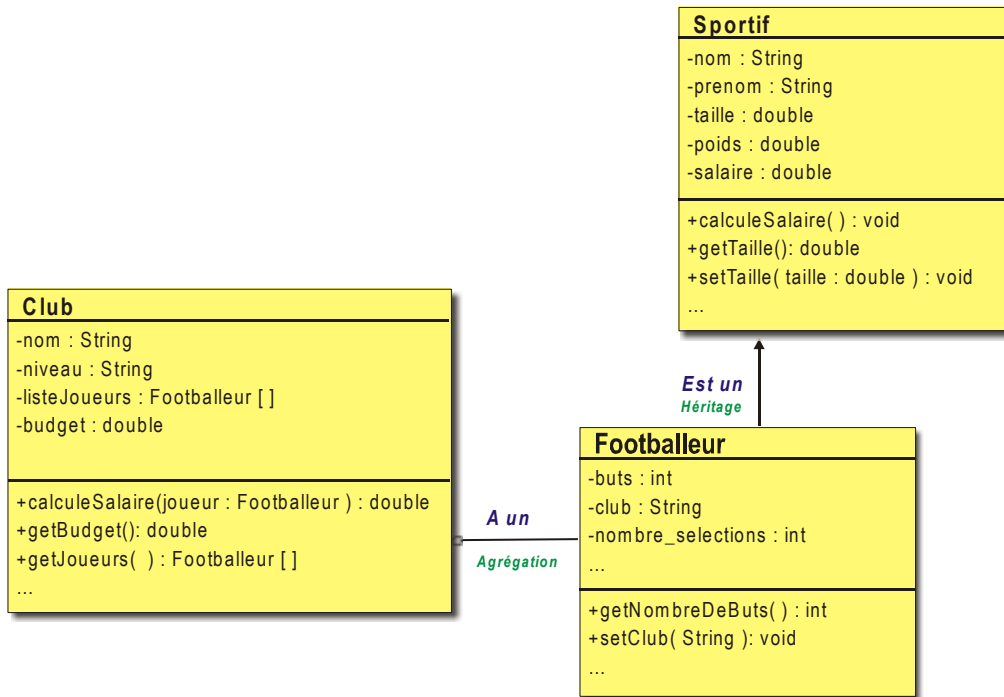 Sportif
-nom : String
-prenom : String
-taille : double
-poids : double
-salaire : double
+calculeSalaire( ) : void
+getTaille(): double
+setTaille( taille : double ) : void
...
Club
-nom : String
-niveau : String
-listeJoueurs : Footballeur [ ]
-budget : double
+calculeSalaire(joueur : Footballeur ) : double
+getBudget(): double
+getJoueurs( ) : Footballeur [ ]
...
Est un
Héritage
A un
Agrégation
Footballeur
-buts : int
-club : String
-nombre_selections : int
...
+getNombreDeButs( ) : int
+setClub( String ): void
...